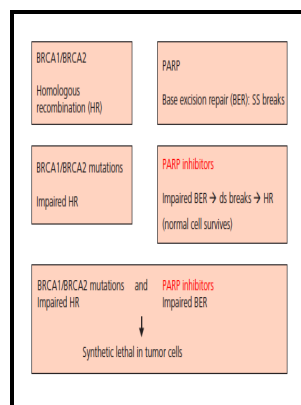 BRCA1/BRCA2
Homologous
recombination (HR)
PARP
Base excision repair (BER): SS breaks
BRCA1/BRCA2 mutations
Impaired HR
PARP inhibitors
Impaired BER → ds breaks → HR
(normal cell survives)
BRCA1/BRCA2 mutations and PARP inhibitors
Impaired HR Impaired BER
Synthetic lethal in tumor cells